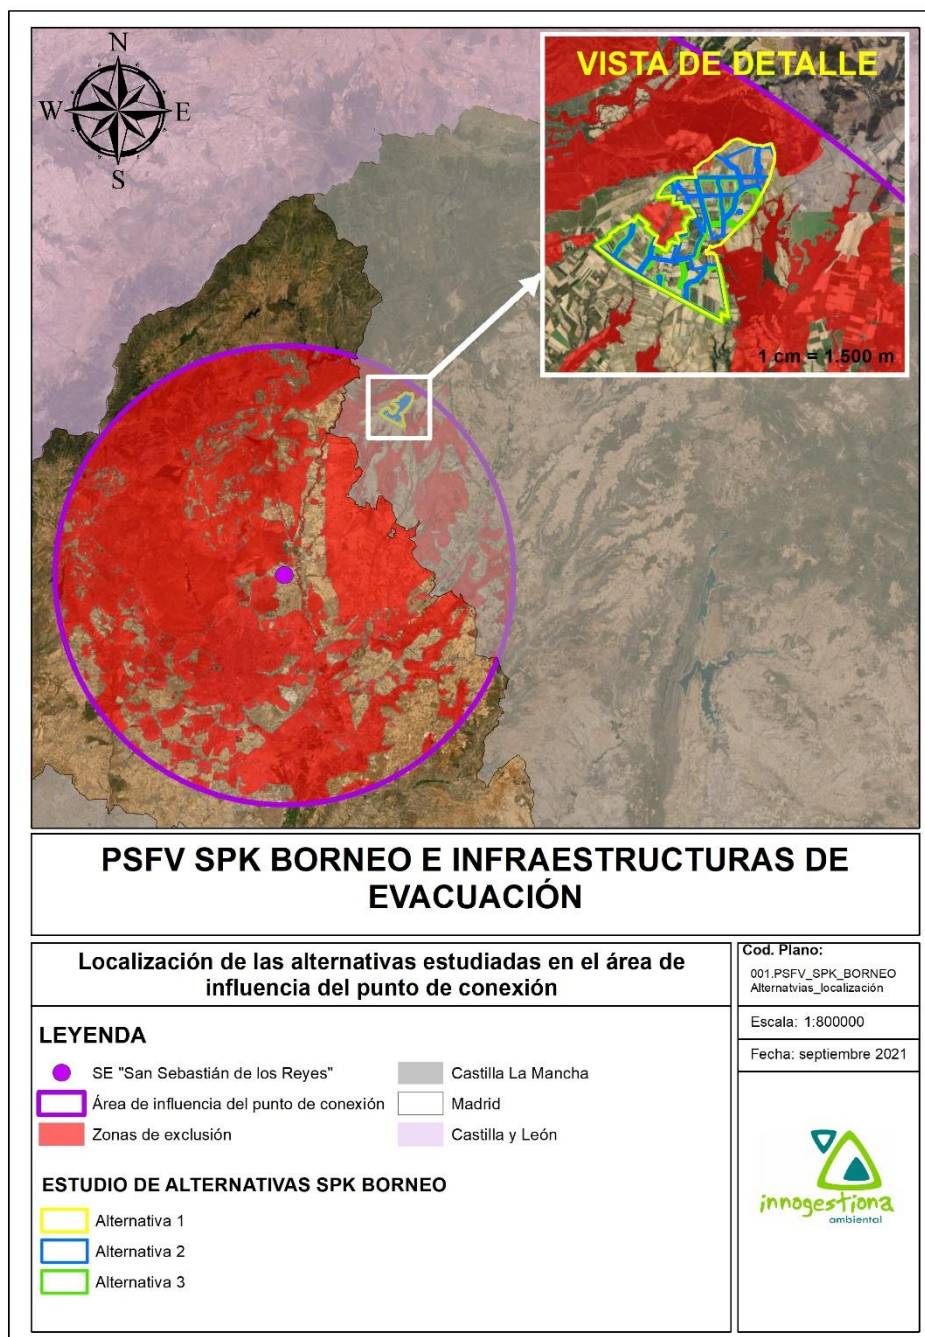 N
W E
S
VISTA DE DETALLE
1 cm = 1.500 m
PSFV SPK BORNEO E INFRAESTRUCTURAS DE
EVACUACIÓN
Localización de las alternativas estudiadas en el área de
influencia del punto de conexión
Cod. Plano:
001.PSFV_SPK_BORNEO
Alternatvias_localización
Escala: 1:800000
Fecha: septiembre 2021
LEYENDA
SE "San Sebastián de los Reyes"
Área de influencia del punto de conexión
Zonas de exclusión
Castilla La Mancha
Madrid
Castilla y León
ESTUDIO DE ALTERNATIVAS SPK BORNEO
Alternativa 1
Alternativa 2
Alternativa 3
innogestiona
ambiental